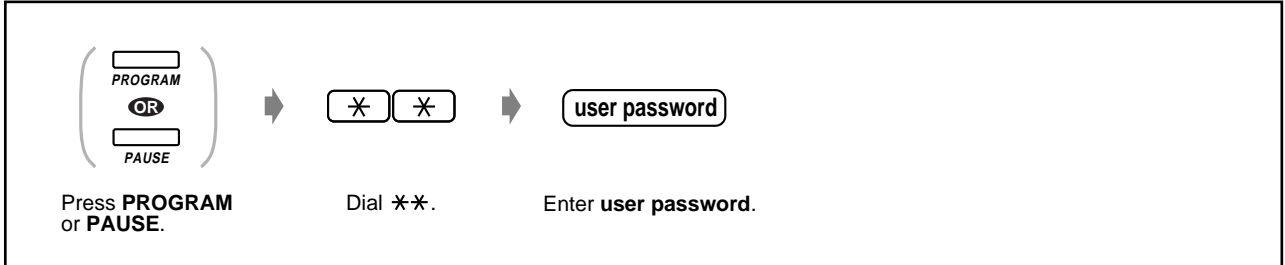 PROGRAM
OR
PAUSE
Press PROGRAM
or PAUSE.
✳ ✳
Dial ✳✳.
user password
Enter user password.